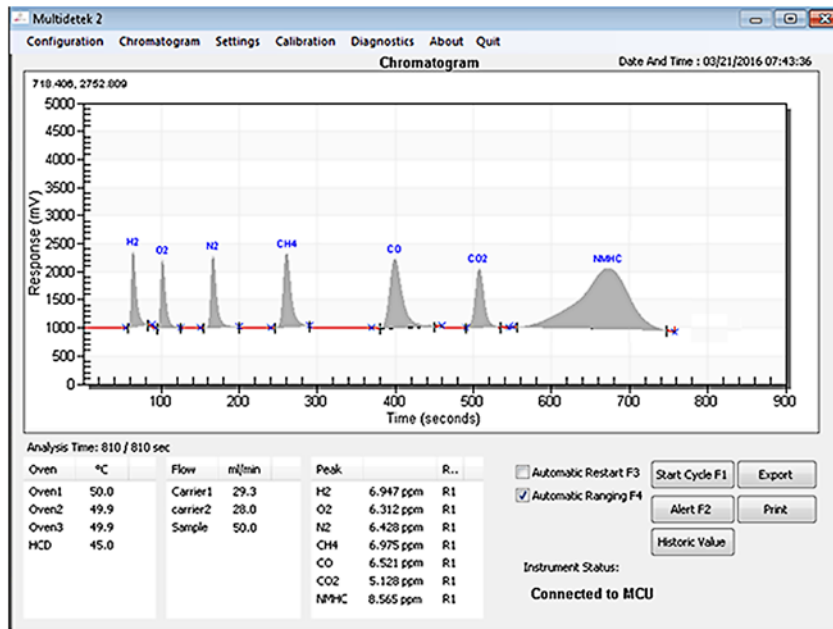 Multidetek 2
Configuration Chromatogram Settings Calibration Diagnostics About Quit
Chromatogram Date And Time : 03/21/2016 07:43:36
718.406, 2752.809
5000
4500
4000
3500
3000
2500
2000
1500
1000
500
0
Response (mV)
H2 O2 N2 CH4 CO CO2 NMHC
100 200 300 400 500 600 700 800 900
Time (seconds)
Analysis Time: 810 / 810 sec
Oven °C
Oven1 50.0
Oven2 49.9
Oven3 49.9
HCD 45.0
Flow ml/min
Carrier1 29.3
carrier2 28.0
Sample 50.0
Peak R..
H2 6.947 ppm R1
O2 6.312 ppm R1
N2 6.428 ppm R1
CH4 6.975 ppm R1
CO 6.521 ppm R1
CO2 5.128 ppm R1
NMHC 8.565 ppm R1
Automatic Restart F3
Automatic Ranging F4
Start Cycle F1 Export
Alert F2 Print
Historic Value
Instrument Status:
Connected to MCU